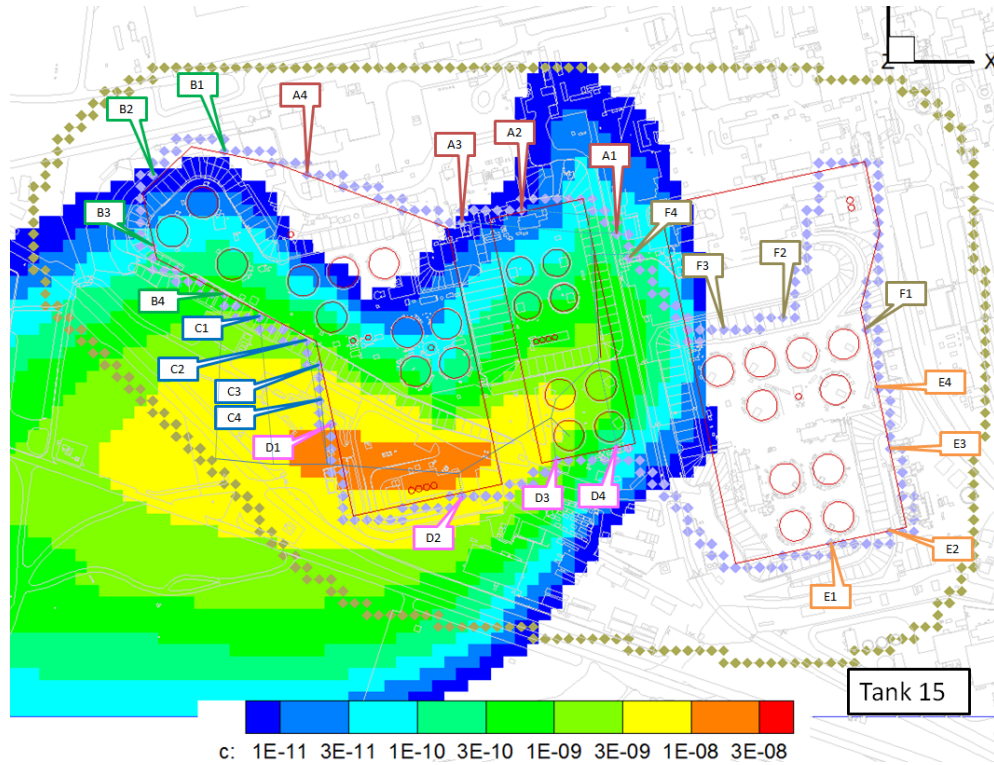 Z X
B1
A4
B2
A3
A2
A1
B3
F4
F2
F3
F1
B4
C1
C2
C3
E4
C4
D1
E3
D3
D4
D2
E2
E1
Tank 15
c: 1E-11 3E-11 1E-10 3E-10 1E-09 3E-09 1E-08 3E-08